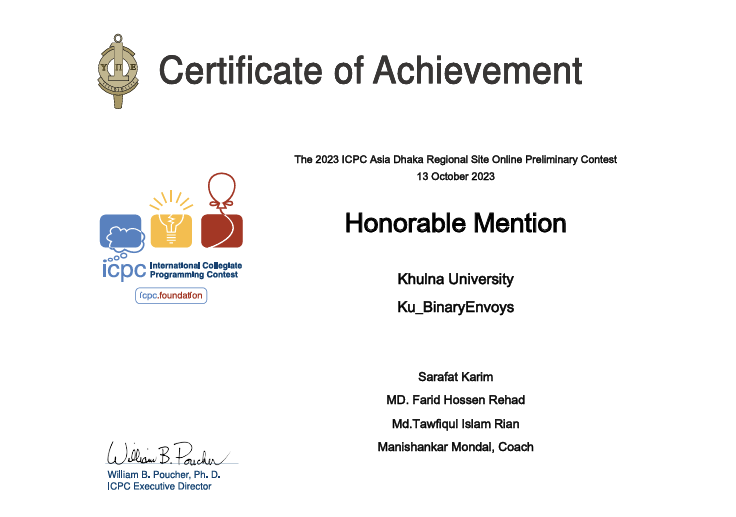 Certificate of Achievement
The 2023 ICPC Asia Dhaka Regional Site Online Preliminary Contest
13 October 2023
Honorable Mention
Khulna University
Ku_BinaryEnvoys
icpc International Collegiate
Programming Contest
icpc.foundation
Sarafat Karim
MD. Farid Hossen Rehad
Md.Tawfiqul Islam Rian
Manishankar Mondal, Coach
William B. Poucher
William B. Poucher, Ph. D.
ICPC Executive Director